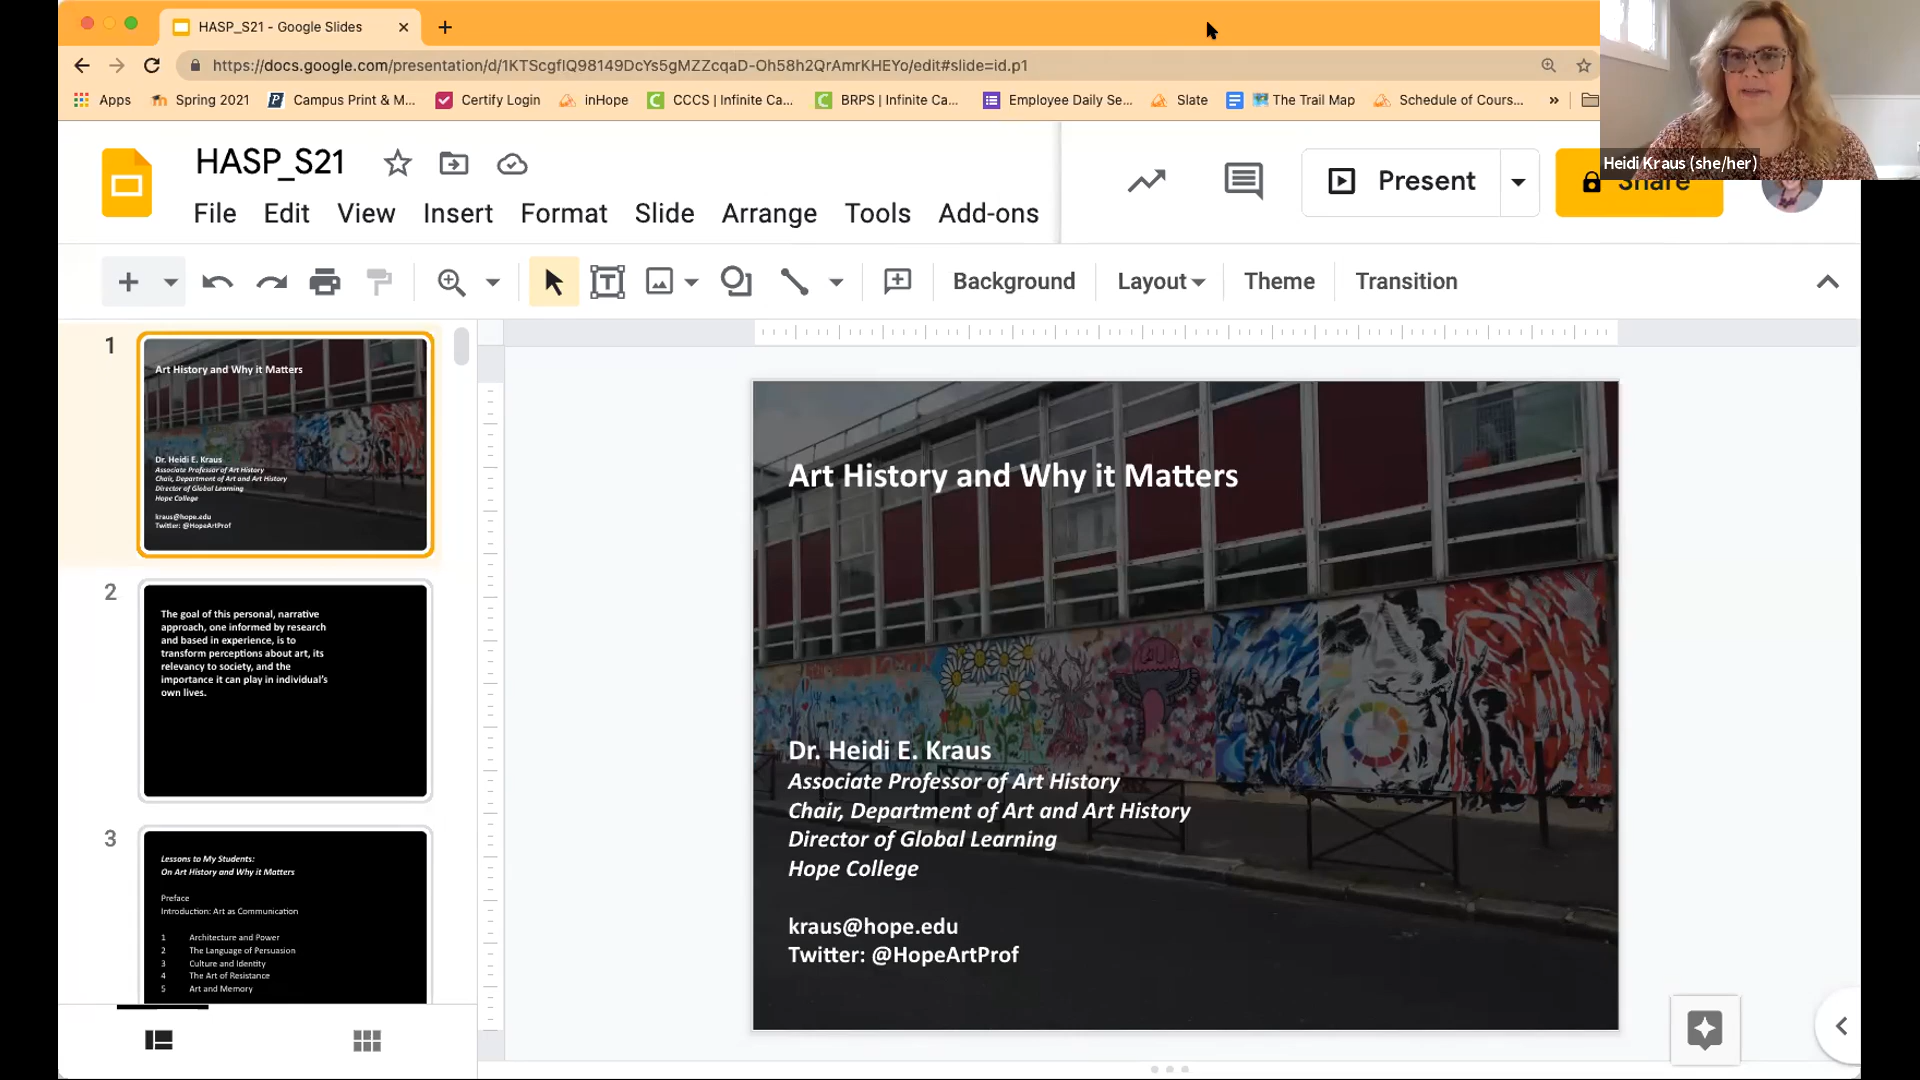 HASP_S21 - Google Slides
https://docs.google.com/presentation/d/1KTScgflQ98149DcYs5gMZZcqaD-Oh58h2QrAmrKHEYo/edit#slide=id.p1
Apps Spring 2021 Campus Print & M... Certify Login inHope CCCS | Infinite Ca... BRPS | Infinite Ca... Employee Daily Se... Slate The Trail Map Schedule of Cours... »
Heidi Kraus (she/her)
HASP_S21
Present
Share
File Edit View Insert Format Slide Arrange Tools Add-ons
Background Layout Theme Transition
1
Art History and Why it Matters
Dr. Heidi E. Kraus
Associate Professor of Art History
Chair, Department of Art and Art History
Director of Global Learning
Hope College
kraus@hope.edu
Twitter: @HopeArtProf
2
The goal of this personal, narrative
approach, one informed by research
and based in experience, is to
transform perceptions about art, its
relevancy to society, and the
importance it can play in individual's
own lives.
3
Lessons to My Students:
On Art History and Why it Matters
Preface
Introduction: Art as Communication
1 Architecture and Power
2 The Language of Persuasion
3 Culture and Identity
4 The Art of Resistance
5 Art and Memory
Art History and Why it Matters
Dr. Heidi E. Kraus
Associate Professor of Art History
Chair, Department of Art and Art History
Director of Global Learning
Hope College
kraus@hope.edu
Twitter: @HopeArtProf